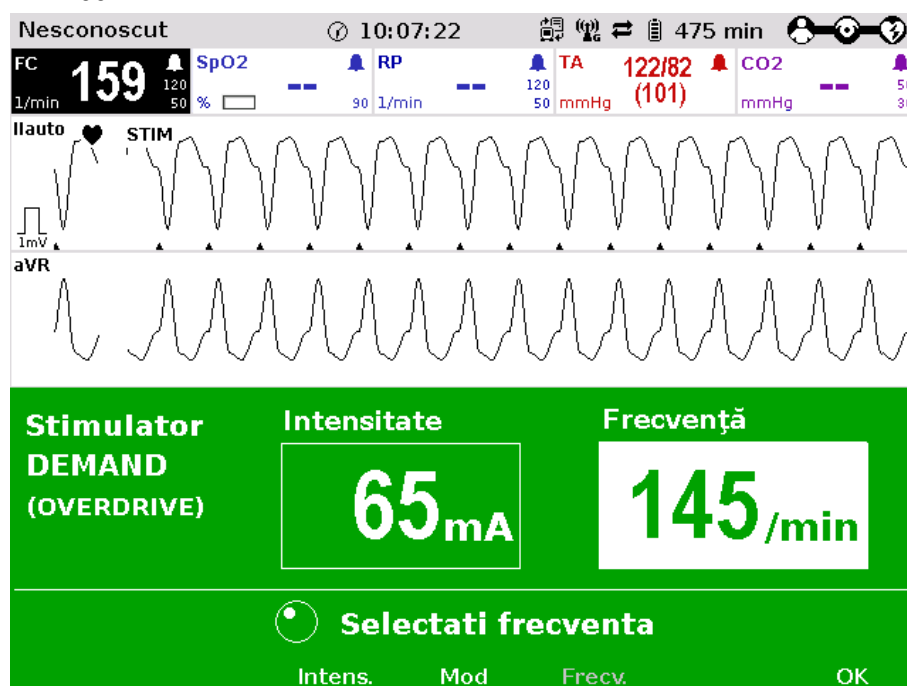 Nesconoscut 10:07:22 475 min
FC 159 120 50 1/min
SpO2 -- 90 %
RP -- 120 50 1/min
TA 122/82 (101) mmHg
CO2 -- mmHg
IIauto STIM
1mV
aVR
Stimulator
DEMAND
(OVERDRIVE)
Intensitate
65 mA
Frecvență
145 /min
Selectati frecventa
Intens. Mod Frecv. OK